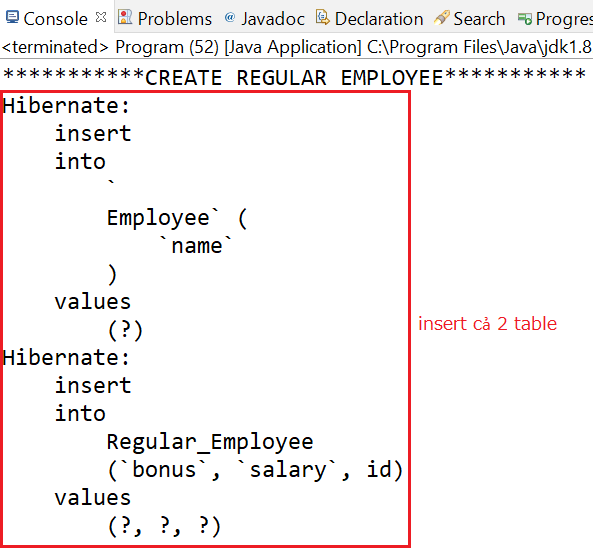 Console Problems @ Javadoc Declaration Search Progres
<terminated> Program (52) [Java Application] C:\Program Files\Java\jdk1.8
***********CREATE REGULAR EMPLOYEE***********
Hibernate:
    insert
    into
        `
        Employee` (
            `name`
        )
    values
        (?)
insert cả 2 table
Hibernate:
    insert
    into
        Regular_Employee
        (`bonus`, `salary`, id)
    values
        (?, ?, ?)